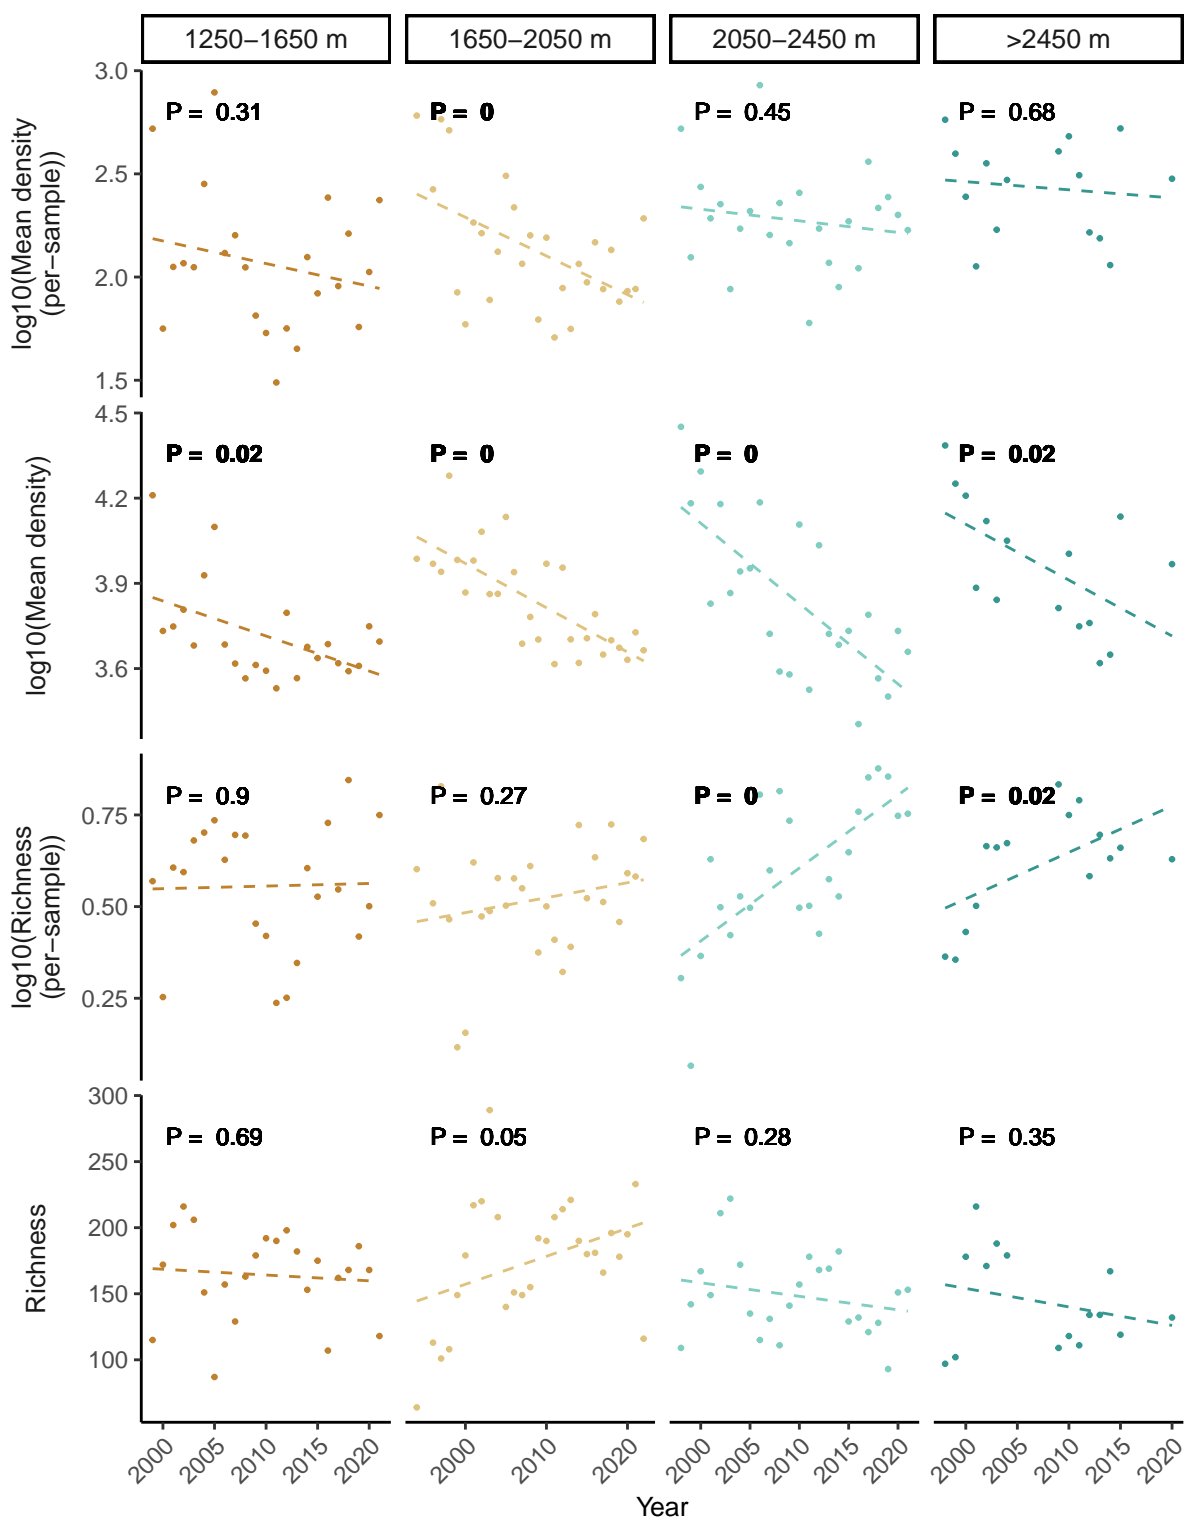 1250−1650 m 1650−2050 m 2050−2450 m >2450 m
log10(Mean density
(per−sample))
3.0
2.5
2.0
1.5
P = 0.31 P = 0 P = 0.45 P = 0.68
log10(Mean density)
4.5
4.2
3.9
3.6
P = 0.02 P = 0 P = 0 P = 0.02
log10(Richness
(per−sample))
0.75
0.50
0.25
P = 0.9 P = 0.27 P = 0 P = 0.02
Richness
300
250
200
150
100
P = 0.69 P = 0.05 P = 0.28 P = 0.35
2000 2005 2010 2015 2020 2000 2010 2020 2000 2005 2010 2015 2020 2000 2005 2010 2015 2020
Year